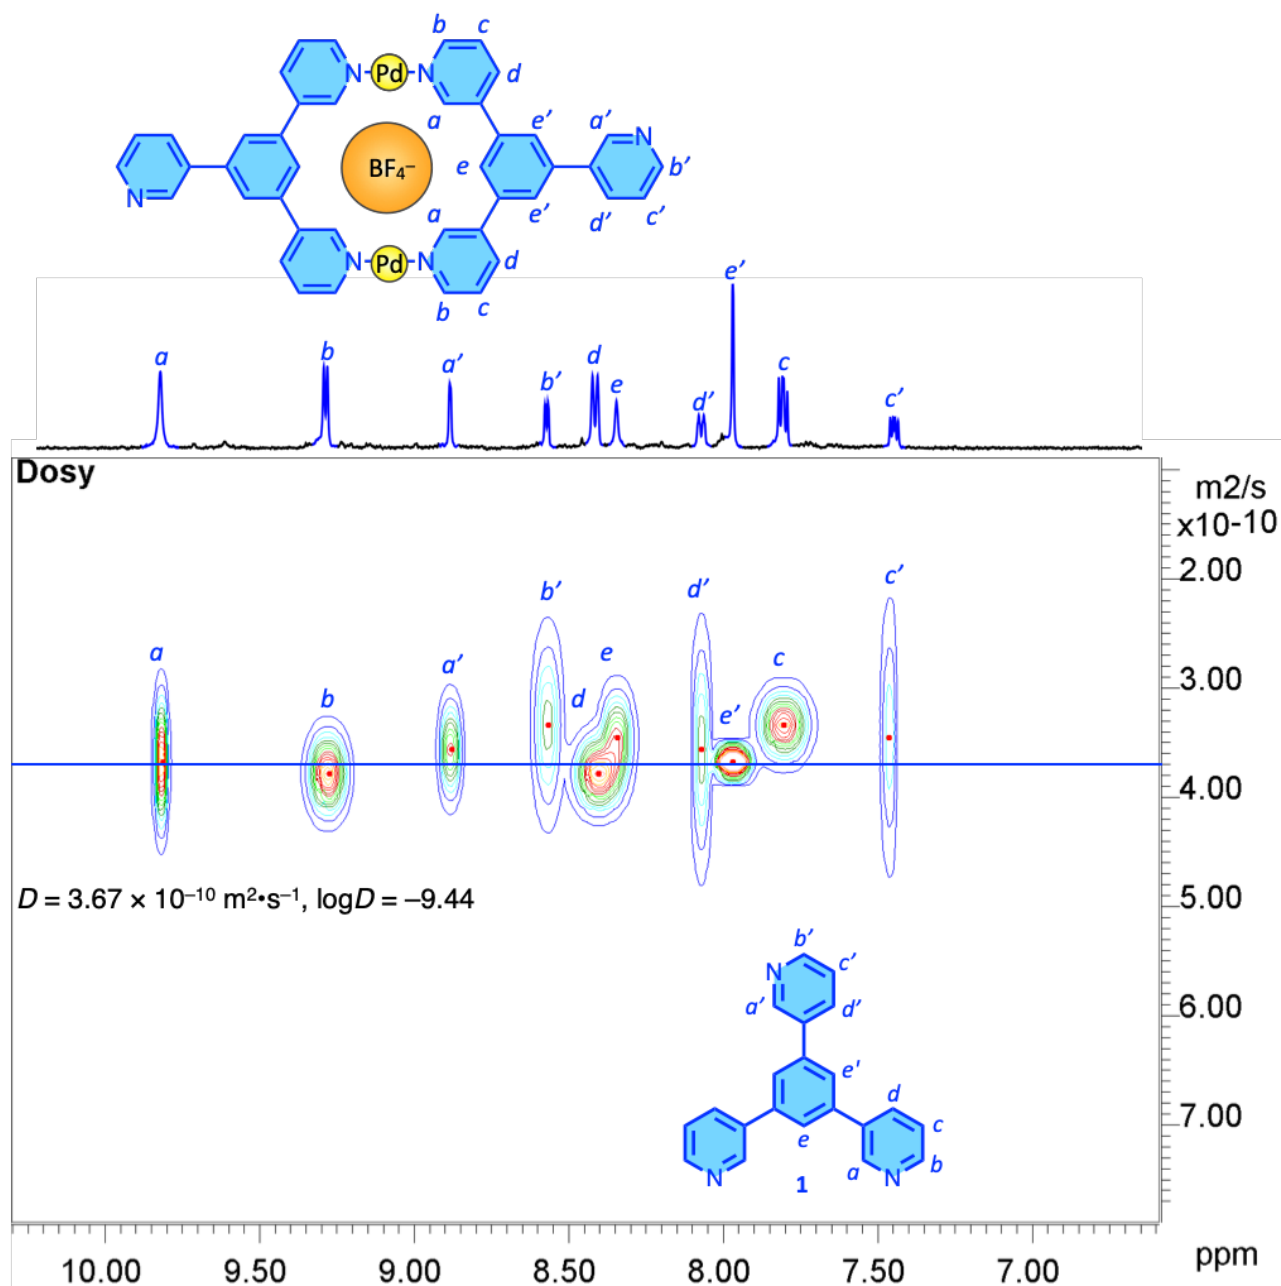 b c
N Pd N d
a e' a' N
BF4– e b'
a e' d' c'
N
N Pd N d
b c
e'
a b a' b' d e d' c c'
Dosy
m2/s
x10-10
2.00
b' d' c'
a a' e c
3.00
b d e'
4.00
D = 3.67 × 10–10 m2•s–1, logD = –9.44
5.00
b'
N c'
a' d'
6.00
e'
d
7.00
e c
a b
N 1 N
10.00 9.50 9.00 8.50 8.00 7.50 7.00 ppm